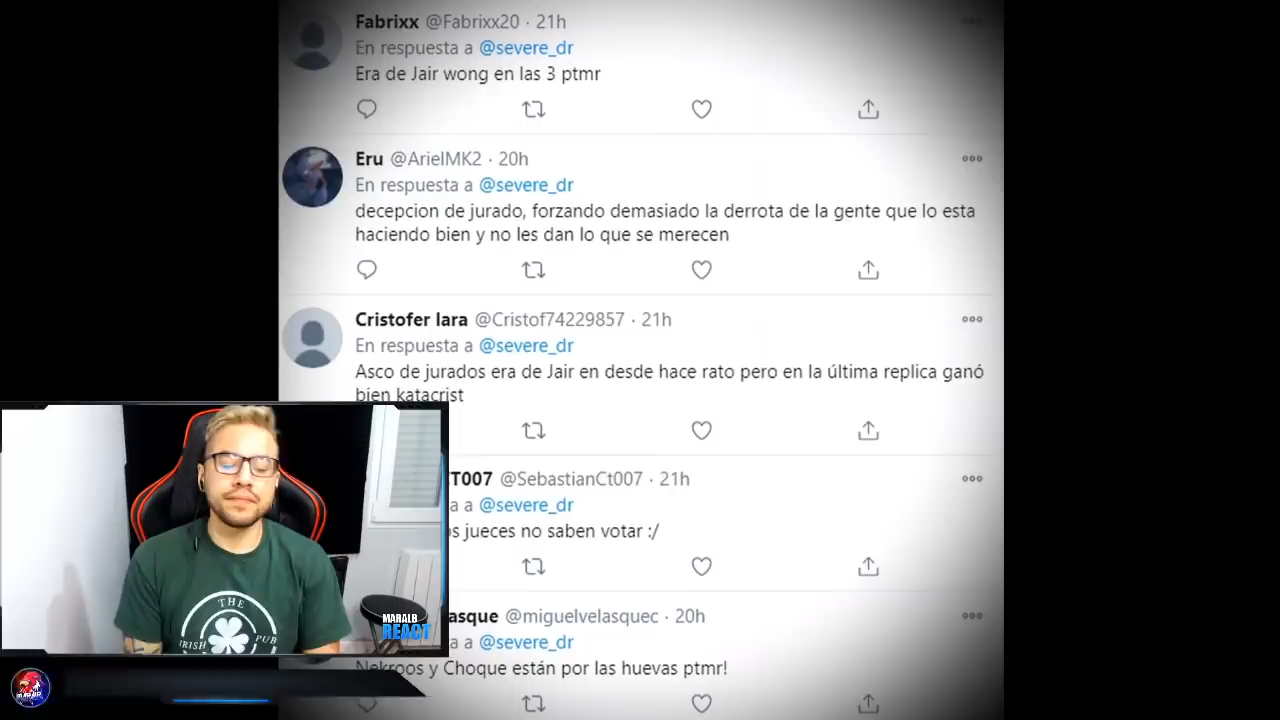 Fabrixx @Fabrixx20 · 21h
En respuesta a @severe_dr
Era de Jair wong en las 3 ptmr
Eru @ArielMK2 · 20h
En respuesta a @severe_dr
decepcion de jurado, forzando demasiado la derrota de la gente que lo esta
haciendo bien y no les dan lo que se merecen
Cristofer lara @Cristof74229857 · 21h
En respuesta a @severe_dr
Asco de jurados era de Jair en desde hace rato pero en la última replica ganó
bien katacrist
T007 @SebastianCt007 · 21h
a @severe_dr
s jueces no saben votar :/
asque @miguelvelasquec · 20h
a @severe_dr
Nekroos y Choque están por las huevas ptmr!
THE
IRISH PUB
MARALB
REACT